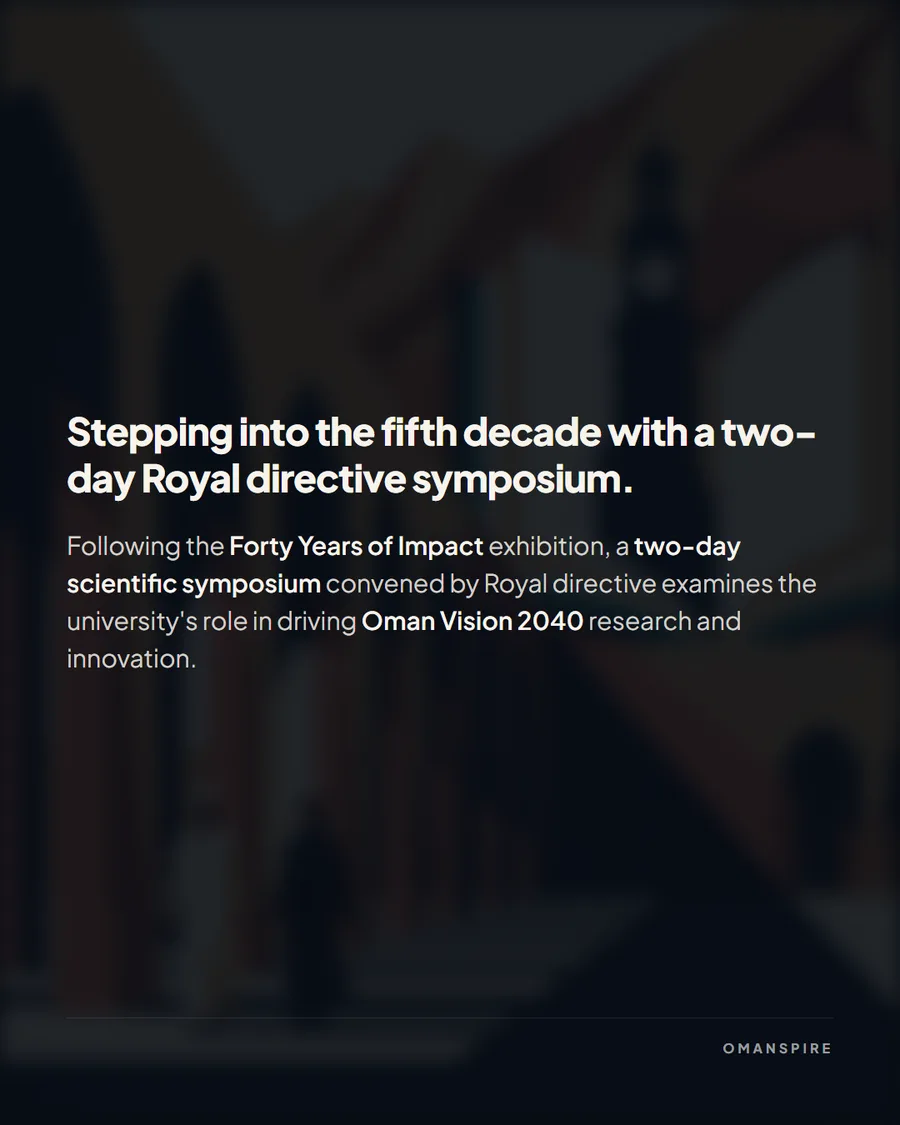 Stepping into the fifth decade with a two-
day Royal directive symposium.
Following the Forty Years of Impact exhibition, a two-day
scientific symposium convened by Royal directive examines the
university's role in driving Oman Vision 2040 research and
innovation.
OMANSPIRE